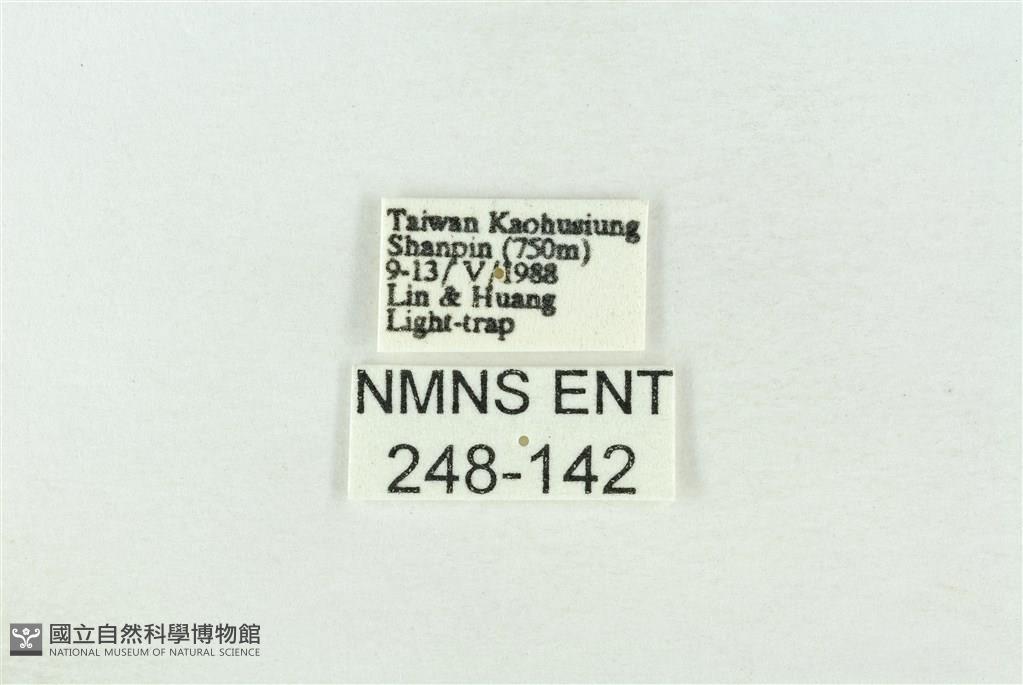 Taiwan Kaohusiung
Shanpin (750m)
9-13/ V/1988
Lin & Huang
Light-trap
NMNS ENT
248-142
國立自然科學博物館
NATIONAL MUSEUM OF NATURAL SCIENCE